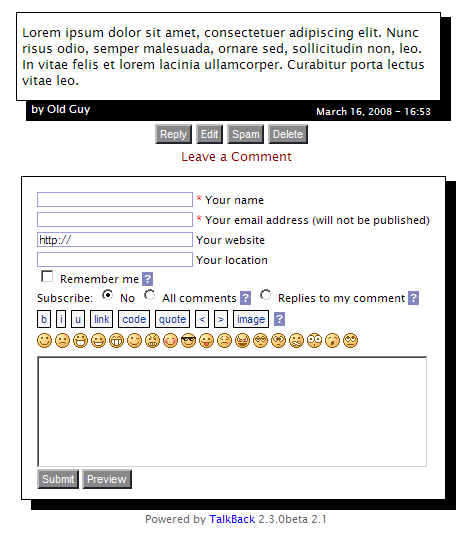 Lorem ipsum dolor sit amet, consectetuer adipiscing elit. Nunc
risus odio, semper malesuada, ornare sed, sollicitudin non, leo.
In vitae felis et lorem lacinia ullamcorper. Curabitur porta lectus
vitae leo.
by Old Guy March 16, 2008 - 16:53
Reply Edit Spam Delete
Leave a Comment
* Your name
* Your email address (will not be published)
http:// Your website
Your location
Remember me ?
Subscribe: No All comments ? Replies to my comment ?
b i u link code quote < > image ?
Submit Preview
Powered by TalkBack 2.3.0beta 2.1